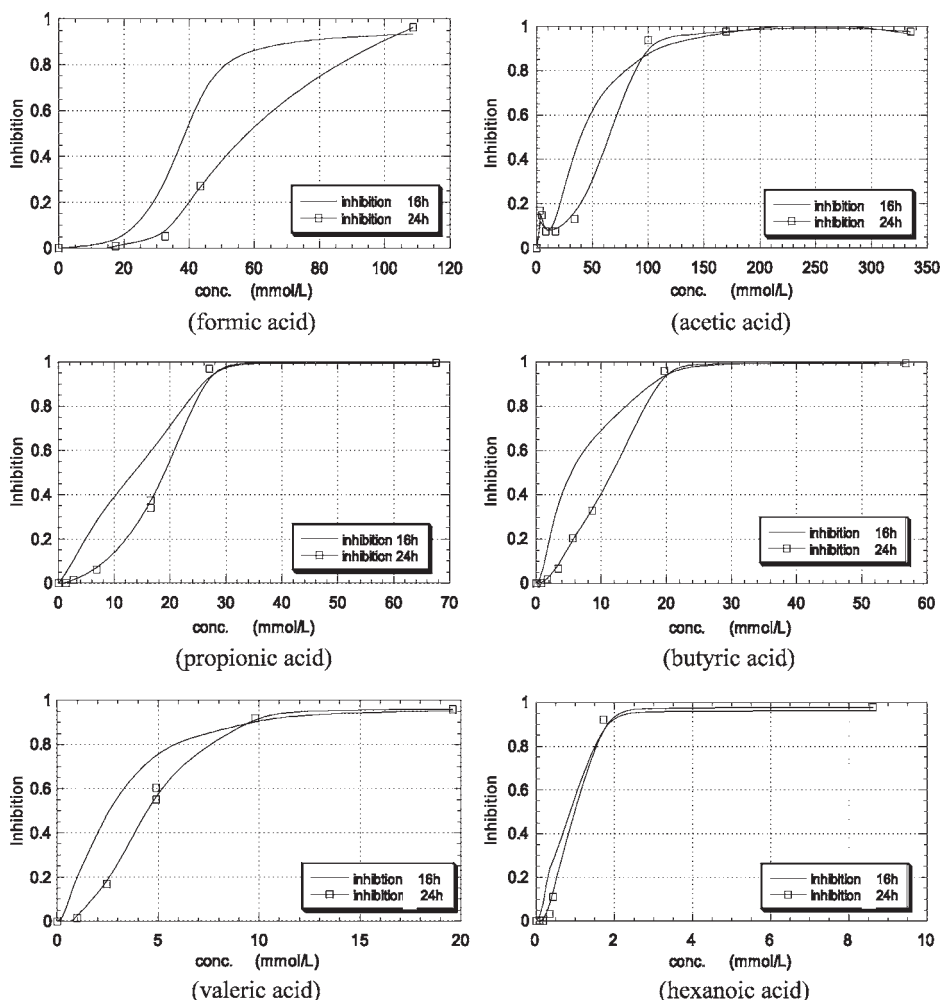 1
0.8
0.6
0.4
0.2
0
Inhibition
inhibition 16h
inhibition 24h
0 20 40 60 80 100 120
conc. (mmol/L)
(formic acid)
1
0.8
0.6
0.4
0.2
0
Inhibition
inhibition 16h
inhibition 24h
0 50 100 150 200 250 300 350
conc. (mmol/L)
(acetic acid)
1
0.8
0.6
0.4
0.2
0
Inhibition
inhibition 16h
inhibition 24h
0 10 20 30 40 50 60 70
conc. (mmol/L)
(propionic acid)
1
0.8
0.6
0.4
0.2
0
Inhibition
inhibition 16h
inhibition 24h
0 10 20 30 40 50 60
conc. (mmol/L)
(butyric acid)
1
0.8
0.6
0.4
0.2
0
Inhibition
inhibtion 16h
inhibition 24h
0 5 10 15 20
conc. (mmol/L)
(valeric acid)
1
0.8
0.6
0.4
0.2
0
Inhibition
inhibition 16h
inhibition 24h
0 2 4 6 8 10
conc. (mmol/L)
(hexanoic acid)